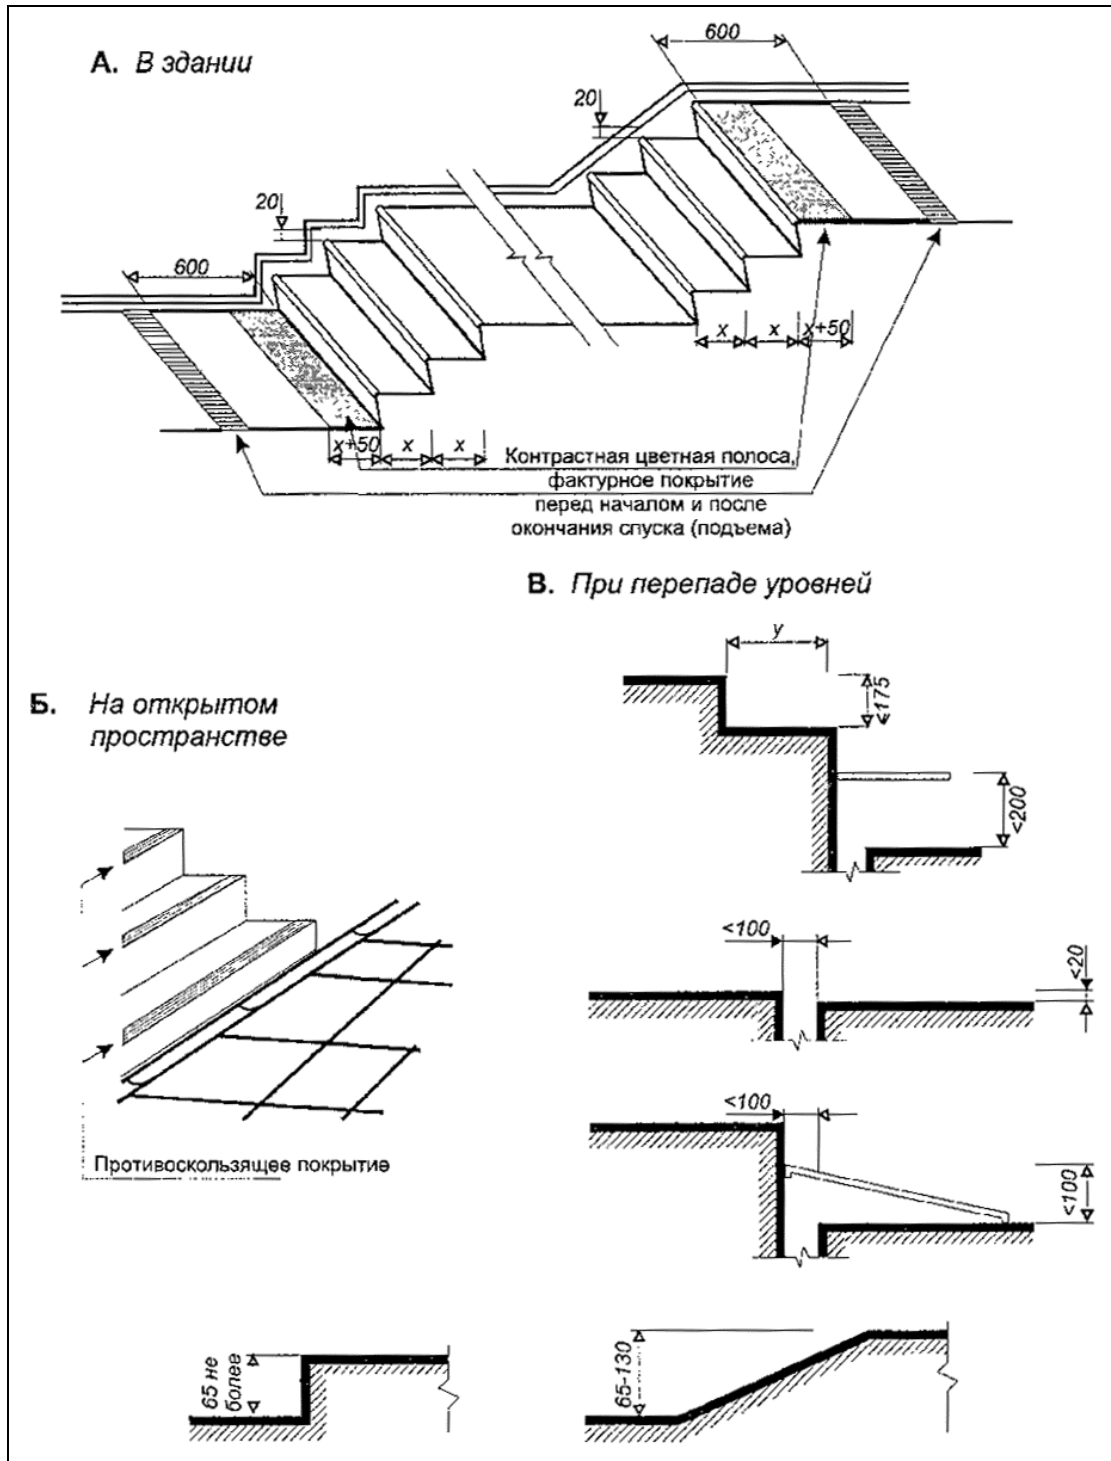 А. В здании
600
20
20
600
x
x
x+50
x+50
x
x
Контрастная цветная полоса,
фактурное покрытие
перед началом и после
окончания спуска (подъема)
В. При перепаде уровней
y
<175
<200
Б. На открытом
пространстве
Противоскользящее покрытие
<100
<20
<100
<100
65 не
более
65-130